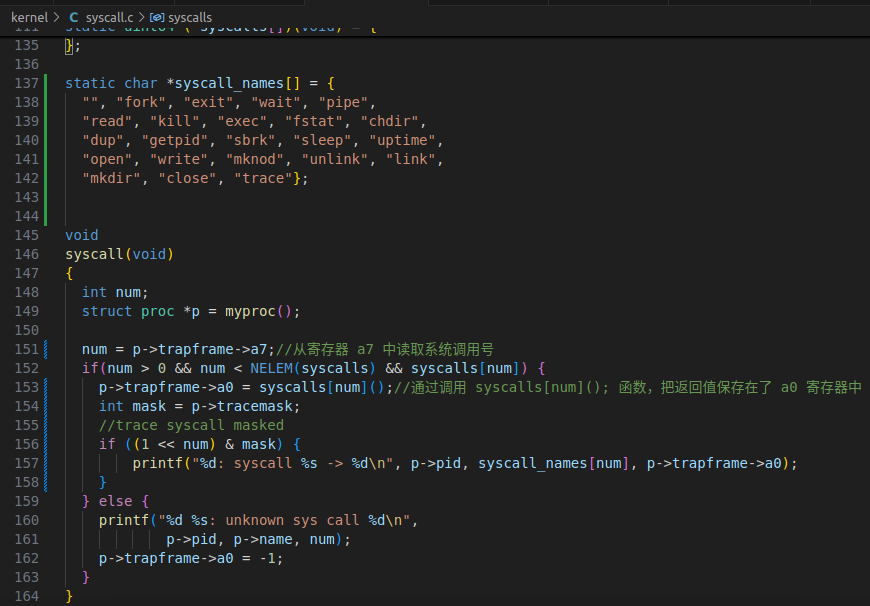 kernel > C syscall.c > syscalls
135 };
136
137 static char *syscall_names[] = {
138 "", "fork", "exit", "wait", "pipe",
139 "read", "kill", "exec", "fstat", "chdir",
140 "dup", "getpid", "sbrk", "sleep", "uptime",
141 "open", "write", "mknod", "unlink", "link",
142 "mkdir", "close", "trace"};
143
144
145 void
146 syscall(void)
147 {
148 int num;
149 struct proc *p = myproc();
150
151 num = p->trapframe->a7;//从寄存器 a7 中读取系统调用号
152 if(num > 0 && num < NELEM(syscalls) && syscalls[num]) {
153 p->trapframe->a0 = syscalls[num]();//通过调用 syscalls[num](); 函数，把返回值保存在了 a0 寄存器中
154 int mask = p->tracemask;
155 //trace syscall masked
156 if ((1 << num) & mask) {
157 printf("%d: syscall %s -> %d\n", p->pid, syscall_names[num], p->trapframe->a0);
158 }
159 } else {
160 printf("%d %s: unknown sys call %d\n",
161 p->pid, p->name, num);
162 p->trapframe->a0 = -1;
163 }
164 }